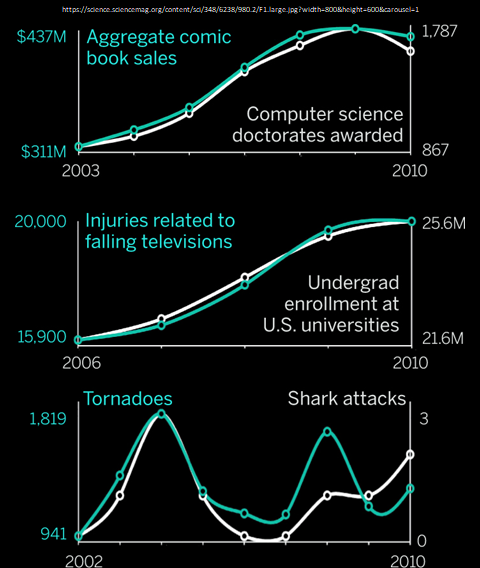 https://science.sciencemag.org/content/sci/348/6238/980.2/F1.large.jpg?width=800&height=600&carousel=1
$437M
Aggregate comic
book sales
1,787
Computer science
doctorates awarded
$311M
867
2003
2010
20,000
Injuries related to
falling televisions
25.6M
Undergrad
enrollment at
U.S. universities
15,900
21.6M
2006
2010
Tornadoes
Shark attacks
1,819
3
941
0
2002
2010